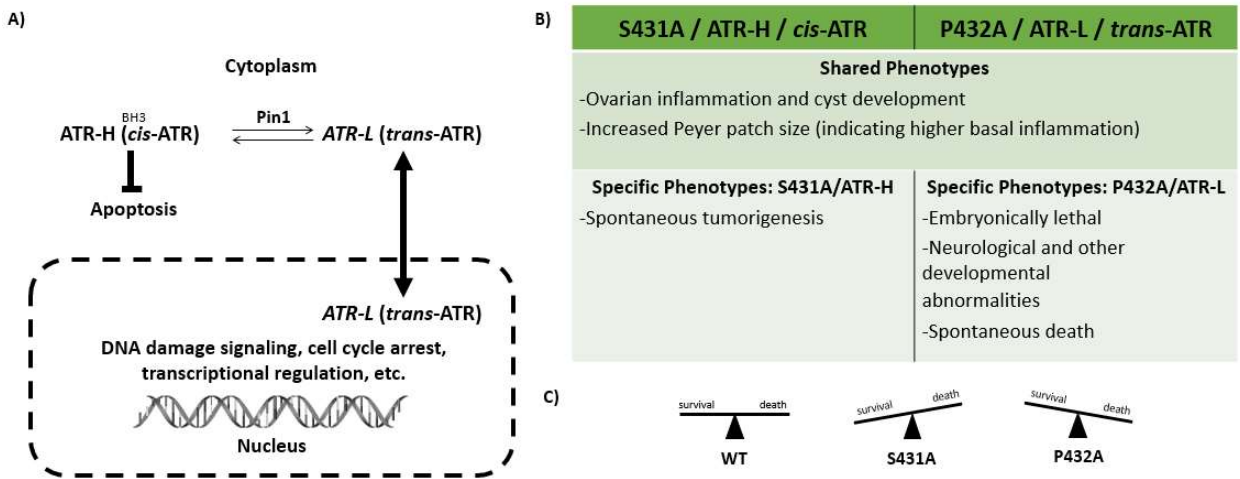 A)
Cytoplasm
BH3
ATR-H (cis-ATR)
Pin1
ATR-L (trans-ATR)
Apoptosis
ATR-L (trans-ATR)
DNA damage signaling, cell cycle arrest,
transcriptional regulation, etc.
Nucleus
B)
S431A / ATR-H / cis-ATR
P432A / ATR-L / trans-ATR
Shared Phenotypes
-Ovarian inflammation and cyst development
-Increased Peyer patch size (indicating higher basal inflammation)
Specific Phenotypes: S431A/ATR-H
-Spontaneous tumorigenesis
Specific Phenotypes: P432A/ATR-L
-Embryonically lethal
-Neurological and other
developmental
abnormalities
-Spontaneous death
C)
survival death
WT
survival death
S431A
survival death
P432A